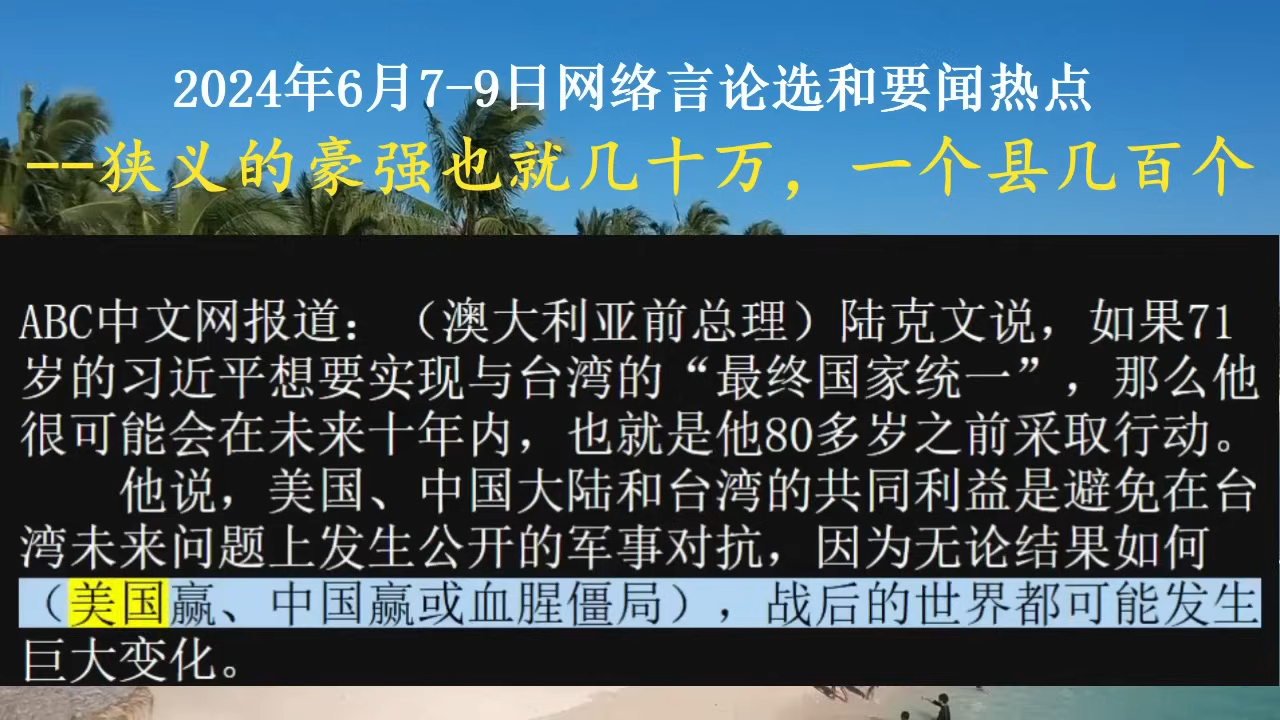 2024年6月7-9日网络言论选和要闻热点
--狭义的豪强也就几十万，一个县几百个
ABC中文网报道：（澳大利亚前总理）陆克文说，如果71
岁的习近平想要实现与台湾的“最终国家统一”，那么他
很可能会在未来十年内，也就是他80多岁之前采取行动。
他说，美国、中国大陆和台湾的共同利益是避免在台
湾未来问题上发生公开的军事对抗，因为无论结果如何
（美国赢、中国赢或血腥僵局），战后的世界都可能发生
巨大变化。